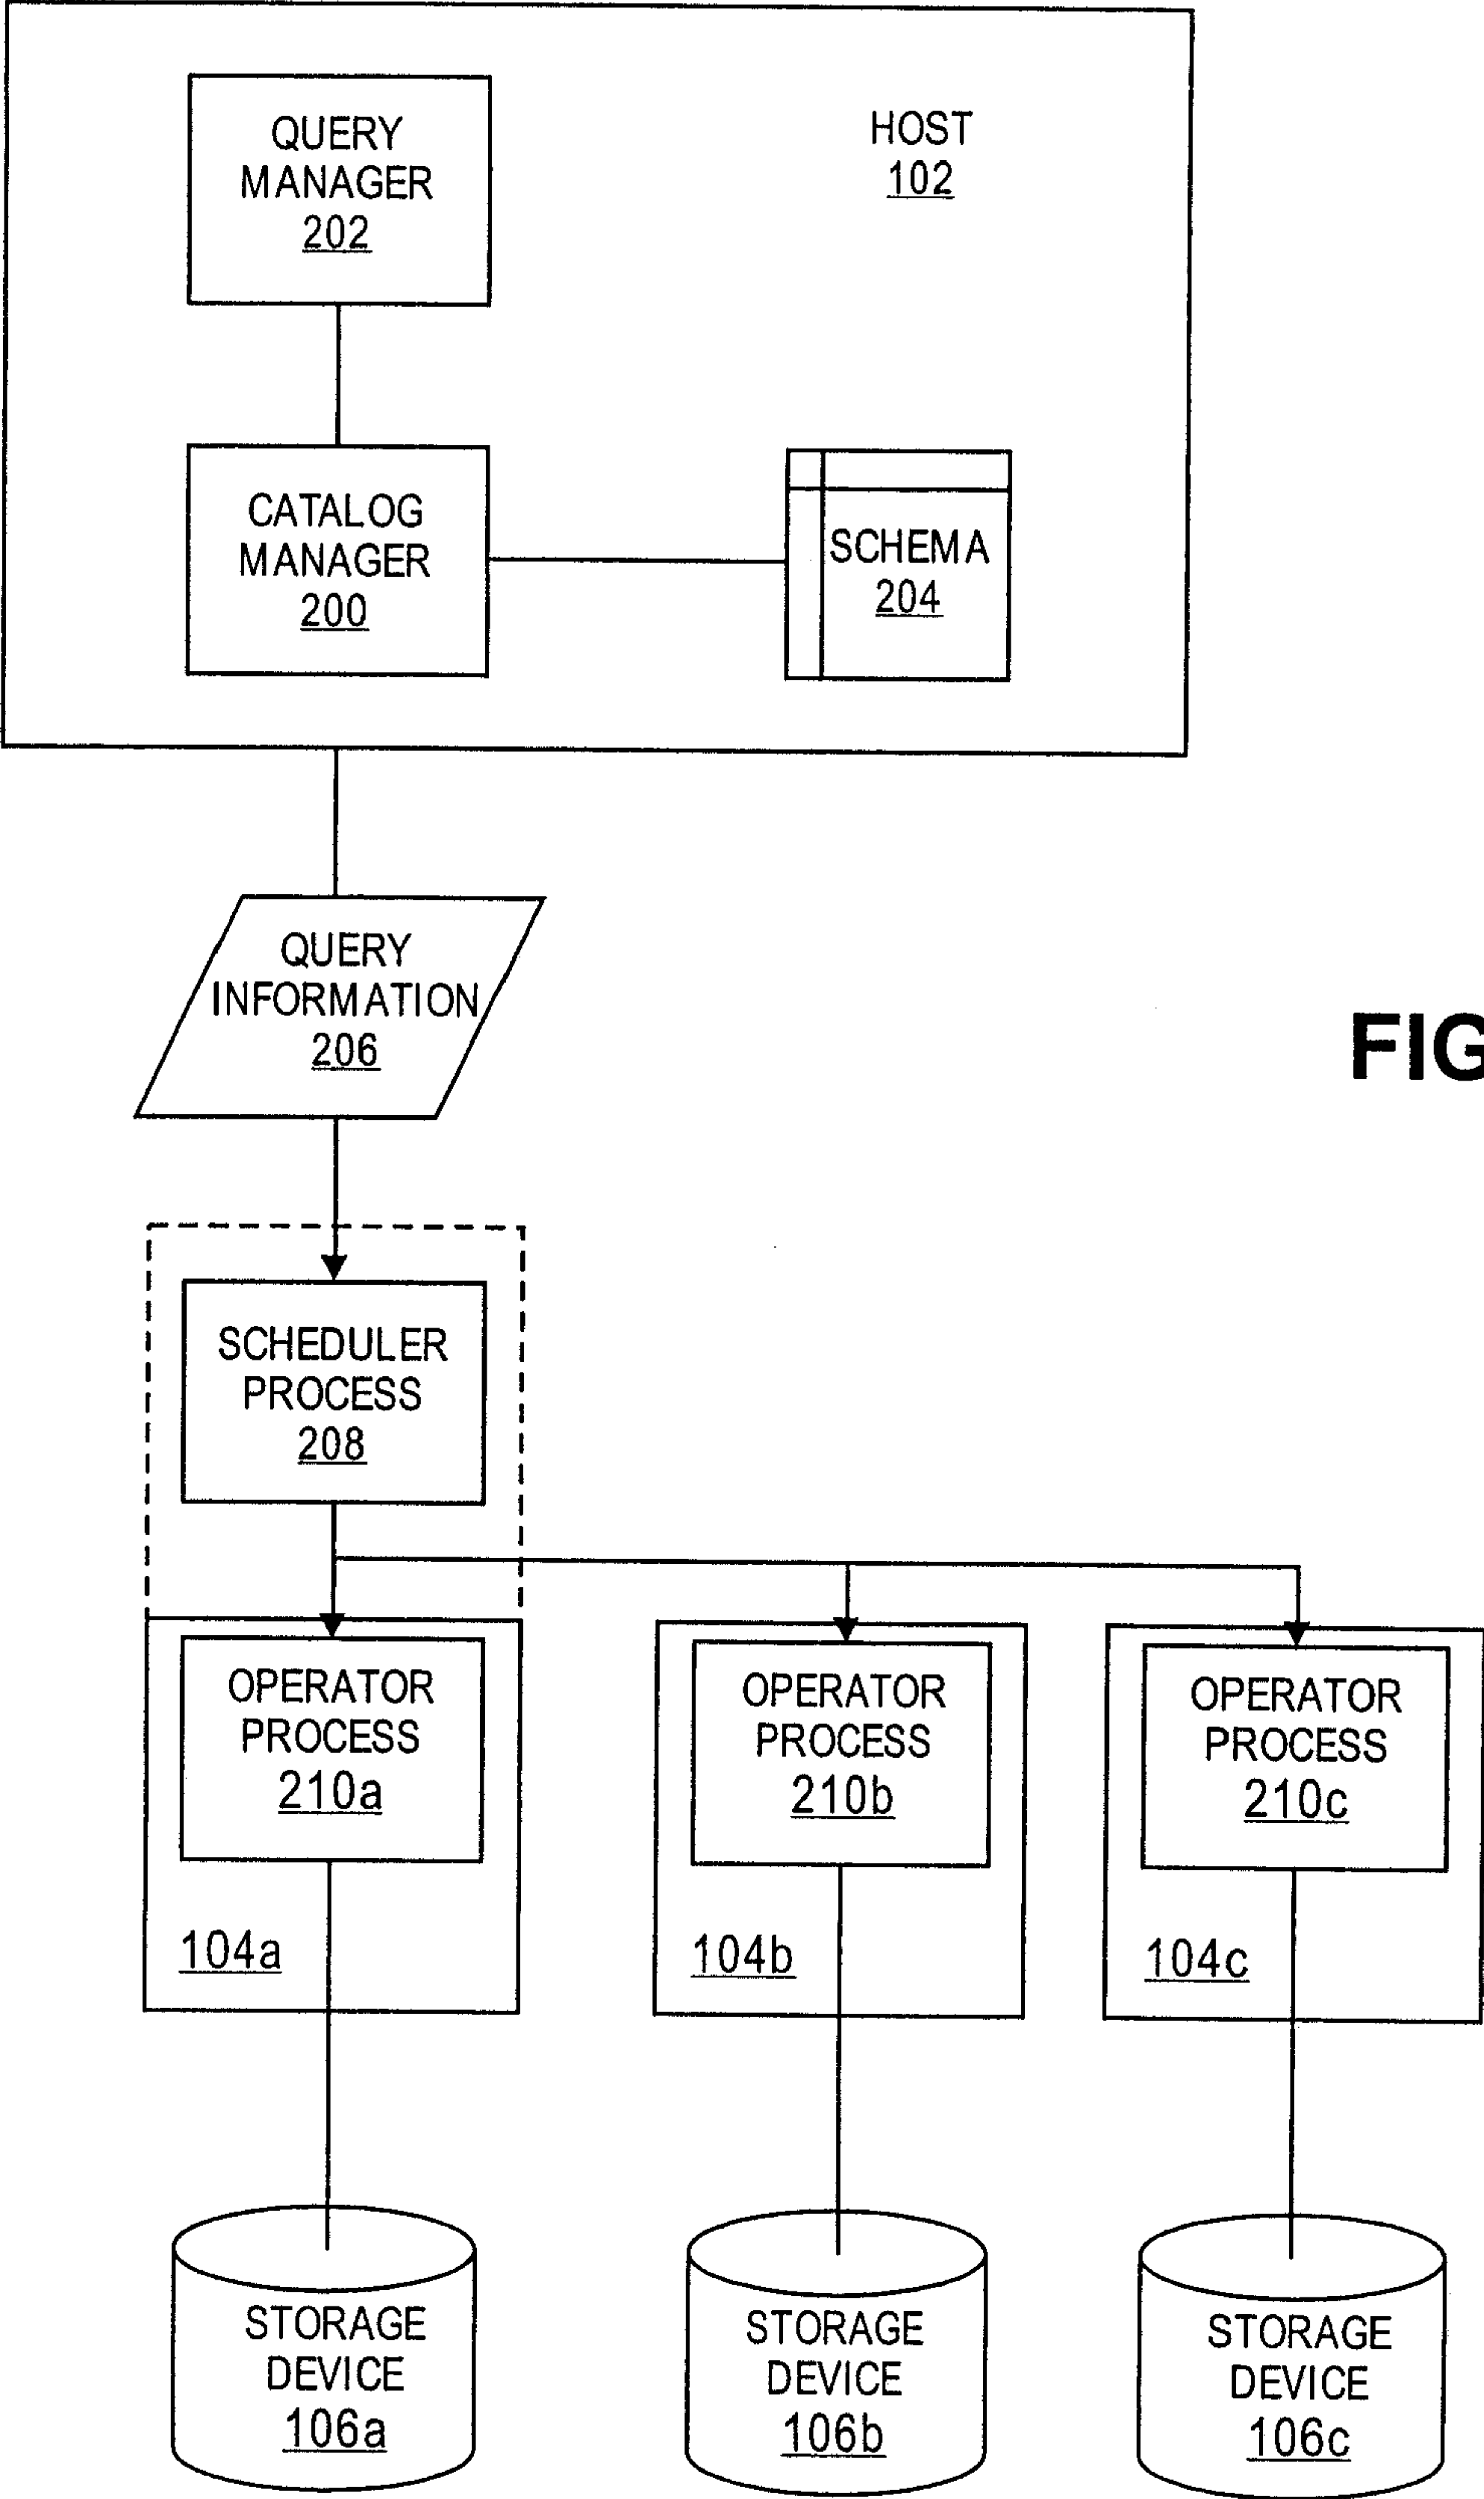 QUERY
MANAGER
202
HOST
102
CATALOG
MANAGER
200
SCHEMA
204
QUERY
INFORMATION
206
FIG
SCHEDULER
PROCESS
208
OPERATOR
PROCESS
210a
OPERATOR
PROCESS
210b
OPERATOR
PROCESS
210c
104a
104b
104c
STORAGE
DEVICE
106a
STORAGE
DEVICE
106b
STORAGE
DEVICE
106c